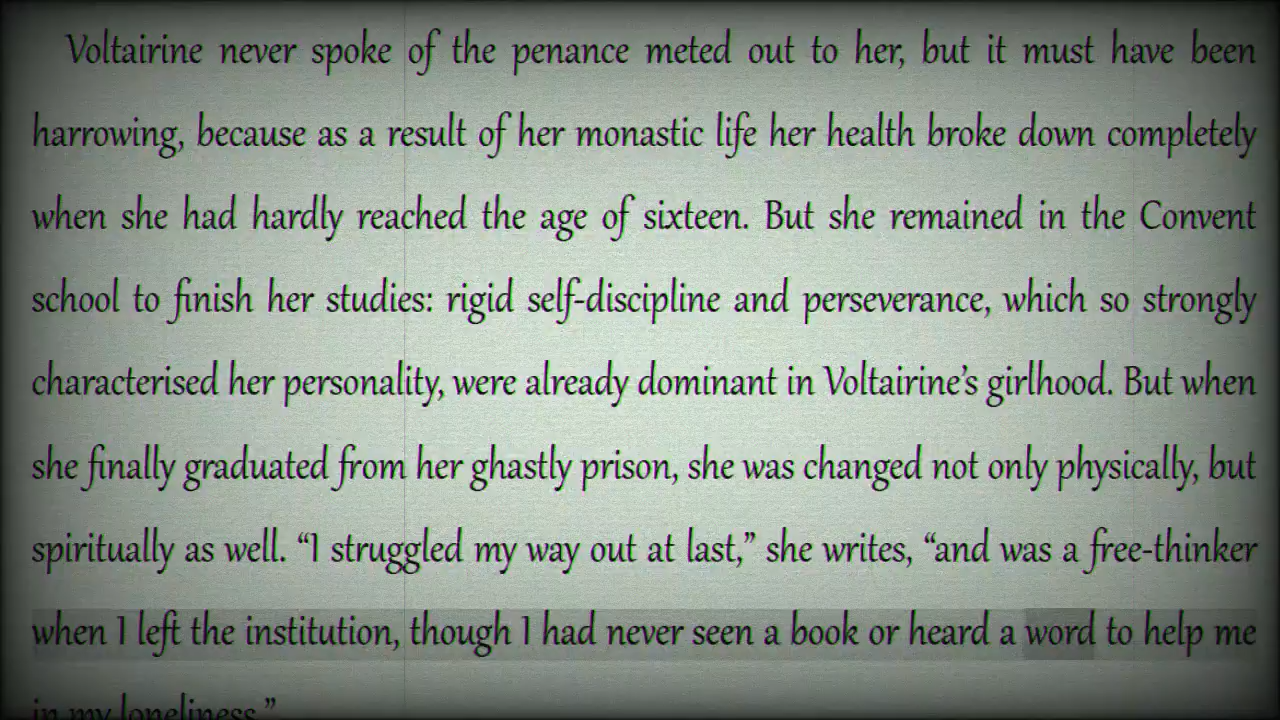 Voltairine never spoke of the penance meted out to her, but it must have been
harrowing, because as a result of her monastic life her health broke down completely
when she had hardly reached the age of sixteen. But she remained in the Convent
school to finish her studies: rigid self-discipline and perseverance, which so strongly
characterised her personality, were already dominant in Voltairine’s girlhood. But when
she finally graduated from her ghastly prison, she was changed not only physically, but
spiritually as well. “I struggled my way out at last,” she writes, “and was a free-thinker
when I left the institution, though I had never seen a book or heard a word to help me
in my loneliness.”